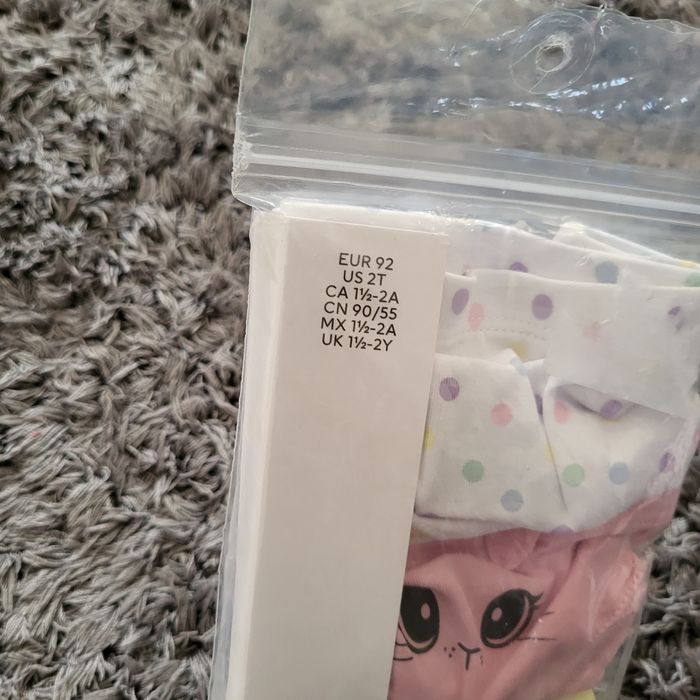 EUR 92
US 2T
CA 1½-2A
CN 90/55
MX 1½-2A
UK 1½-2Y